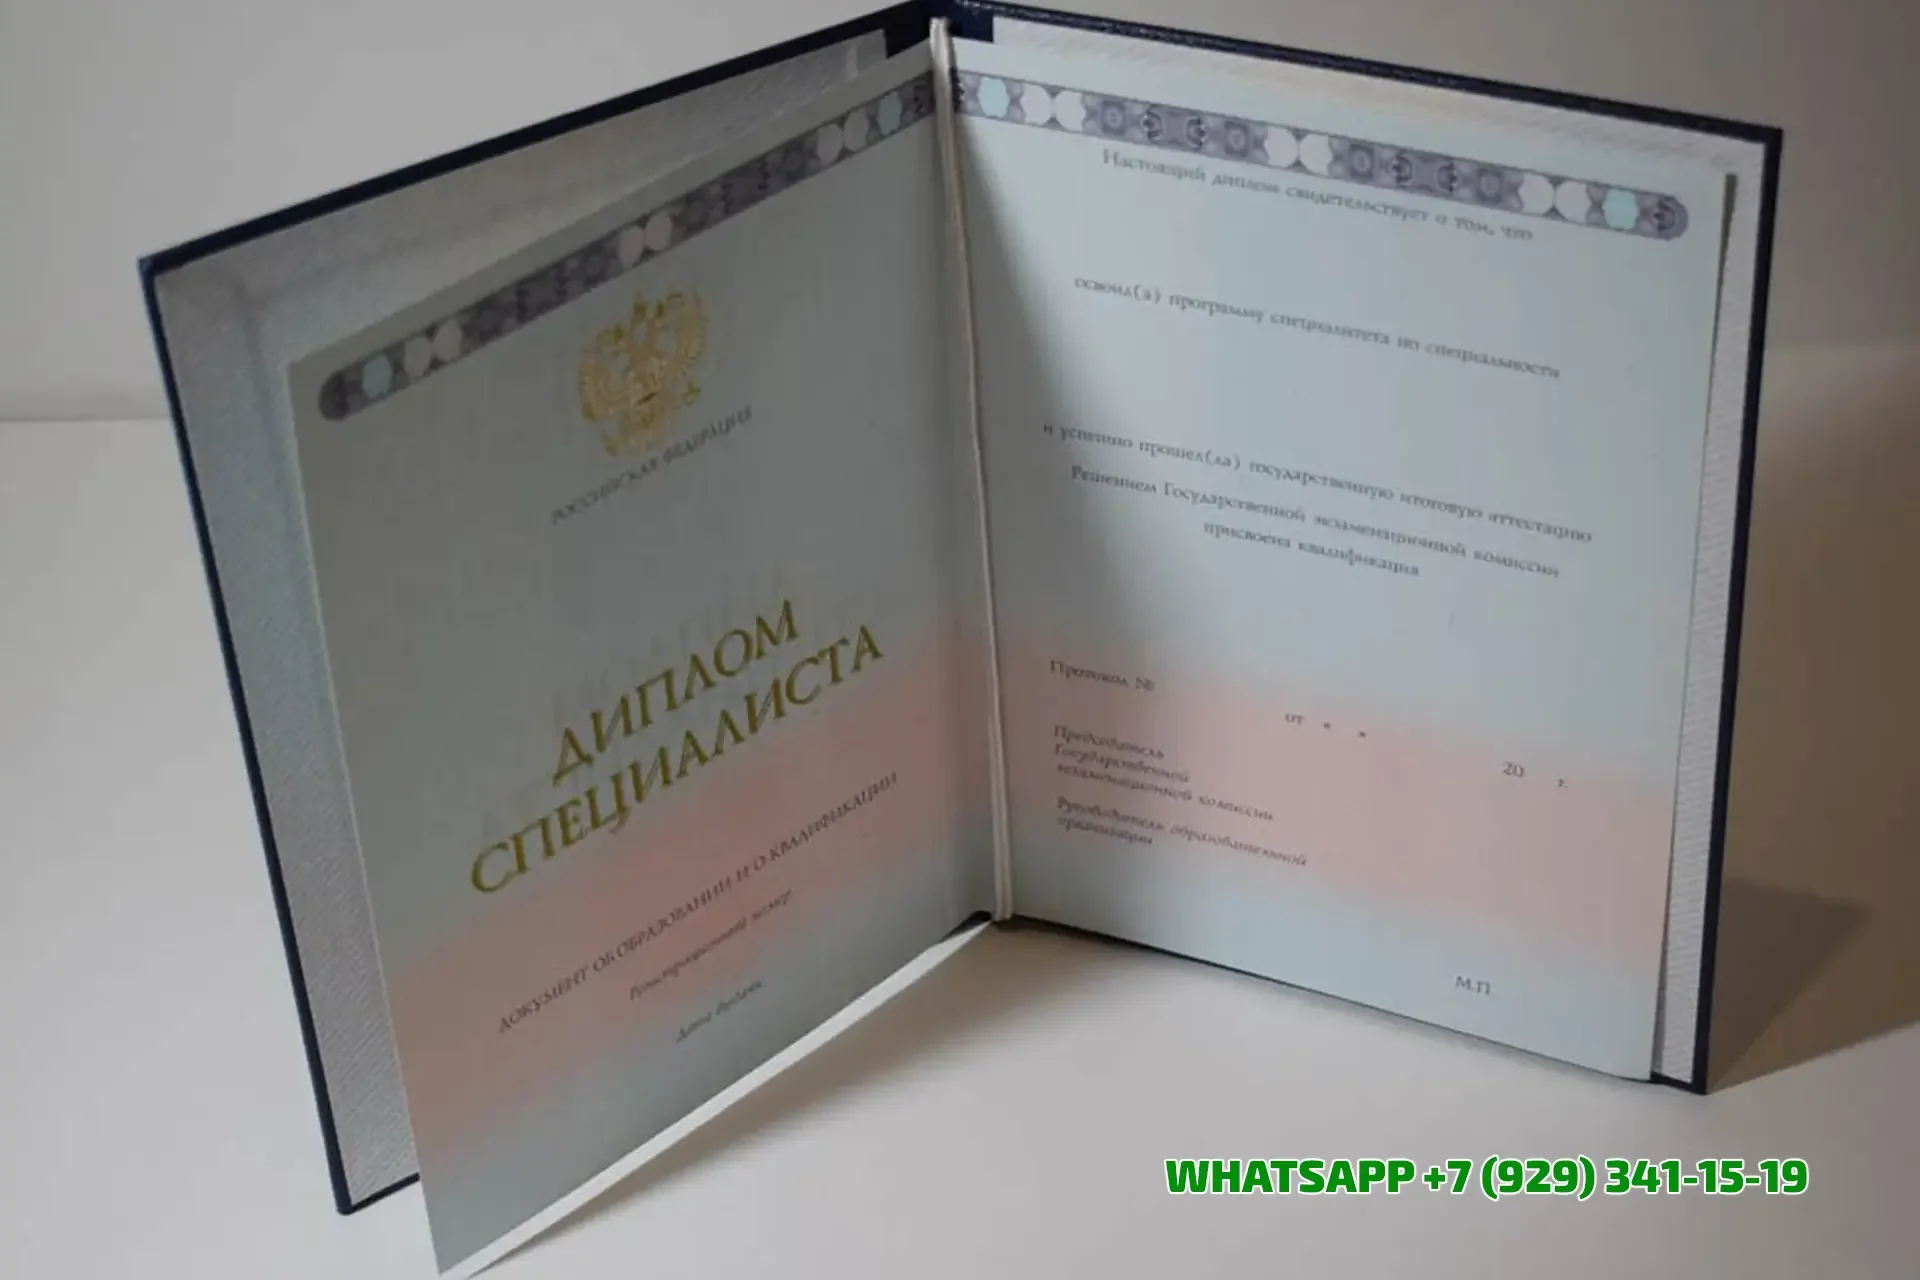 РОССИЙСКАЯ ФЕДЕРАЦИЯ
ДИПЛОМ
СПЕЦИАЛИСТА
ДОКУМЕНТ ОБ ОБРАЗОВАНИИ И О КВАЛИФИКАЦИИ
Регистрационный номер
Дата выдачи
Настоящий диплом свидетельствует о том, что
освоил(а) программу специалитета по специальности
и успешно прошел(ла) государственную итоговую аттестацию
Решением Государственной экзаменационной комиссии
присвоена квалификация
Протокол №
от « » 20 г.
Председатель
Государственной
экзаменационной комиссии
Руководитель образовательной
организации
М.П.
WHATSAPP +7 (929) 341-15-19